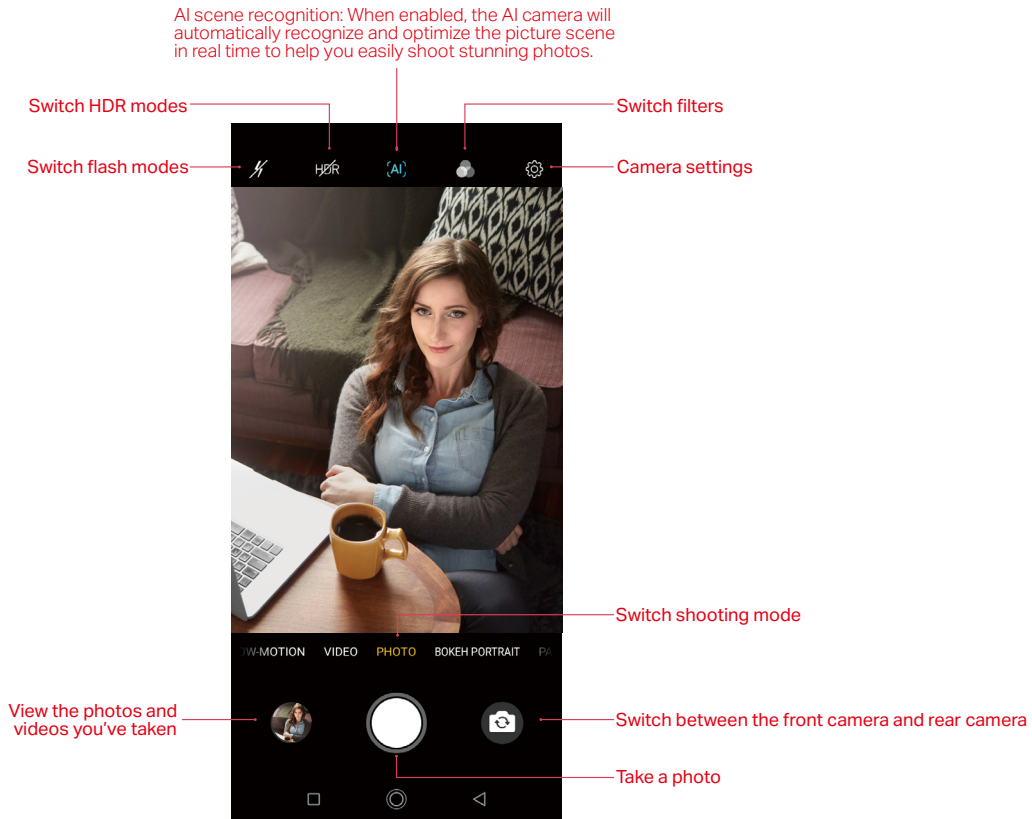 AI scene recognition: When enabled, the AI camera will
automatically recognize and optimize the picture scene
in real time to help you easily shoot stunning photos.
Switch HDR modes
Switch filters
Switch flash modes
HDR
AI
Camera settings
Switch shooting mode
OW-MOTION VIDEO PHOTO BOKEH PORTRAIT PA
View the photos and
videos you've taken
Switch between the front camera and rear camera
Take a photo